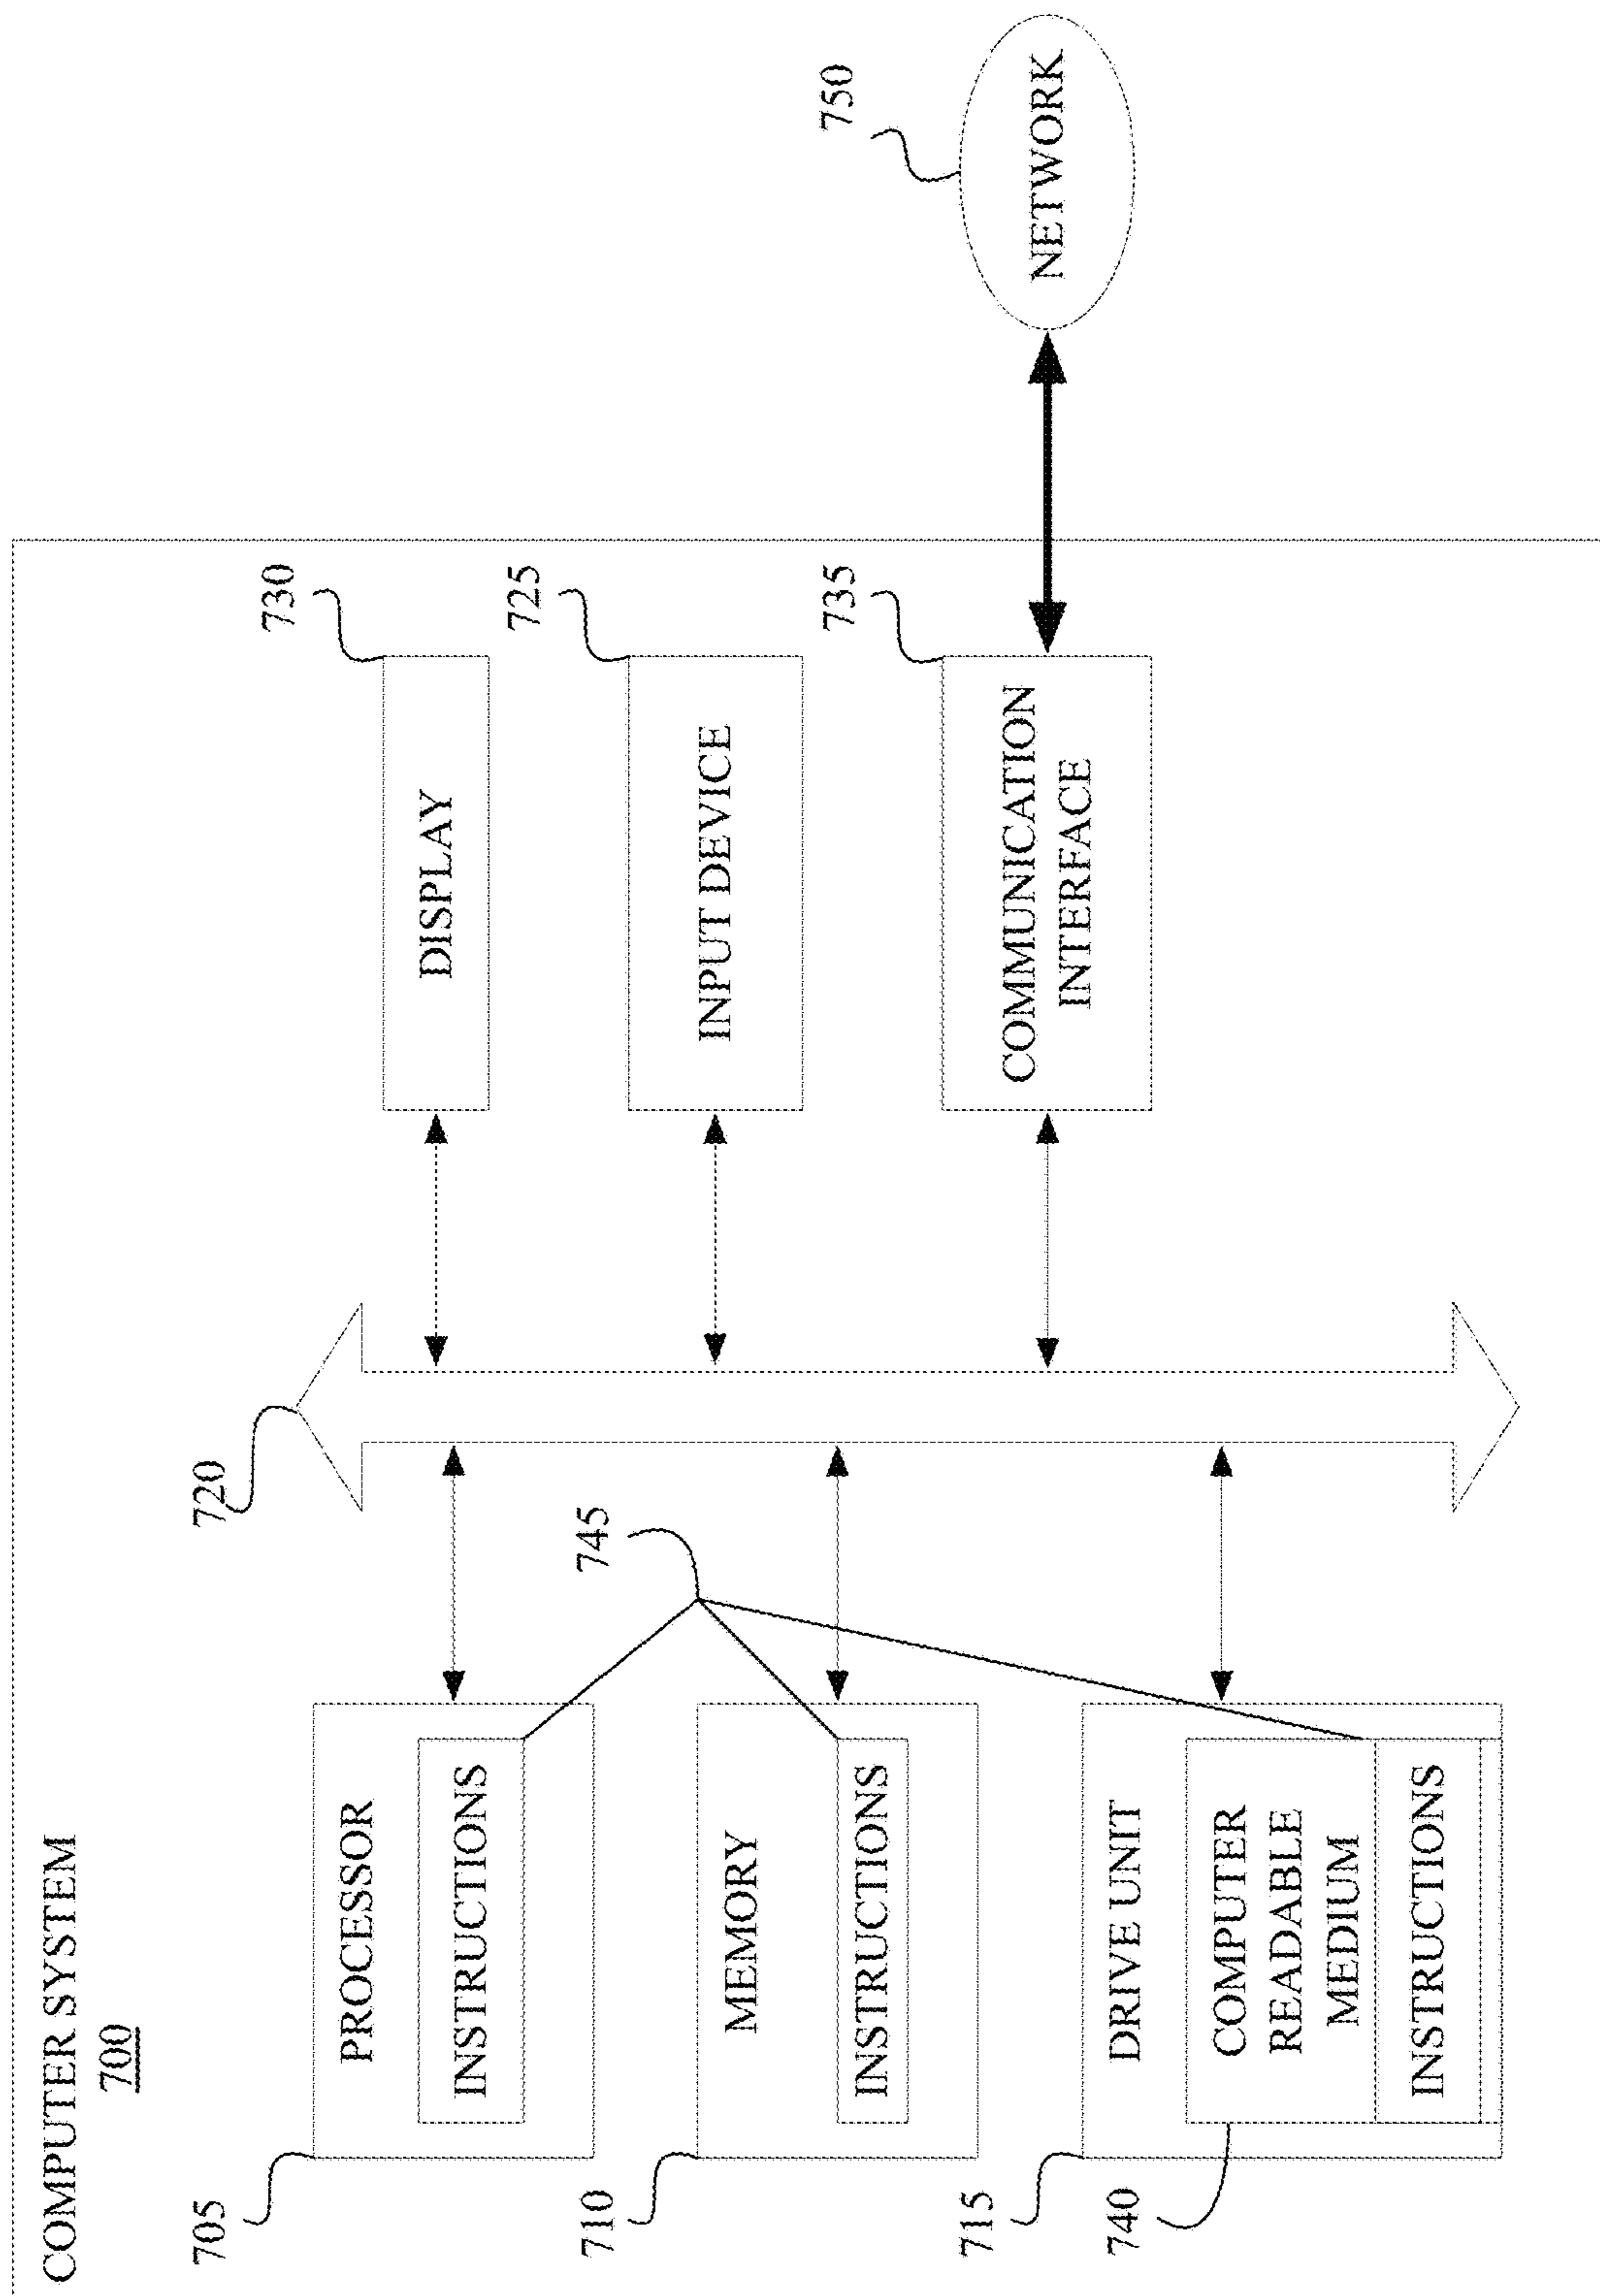 COMPUTER SYSTEM
700
705
PROCESSOR
INSTRUCTIONS
710
MEMORY
INSTRUCTIONS
715
DRIVE UNIT
740
COMPUTER
READABLE
MEDIUM
INSTRUCTIONS
745
720
730
DISPLAY
725
INPUT DEVICE
735
COMMUNICATION
INTERFACE
750
NETWORK